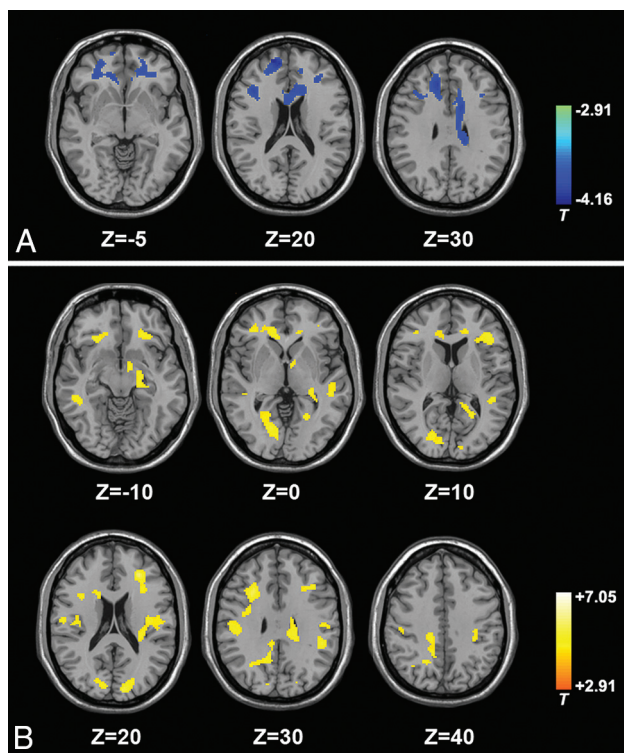 -2.91
-4.16
T
A
Z=-5 Z=20 Z=30
Z=-10 Z=0 Z=10
+7.05
+2.91
T
B
Z=20 Z=30 Z=40